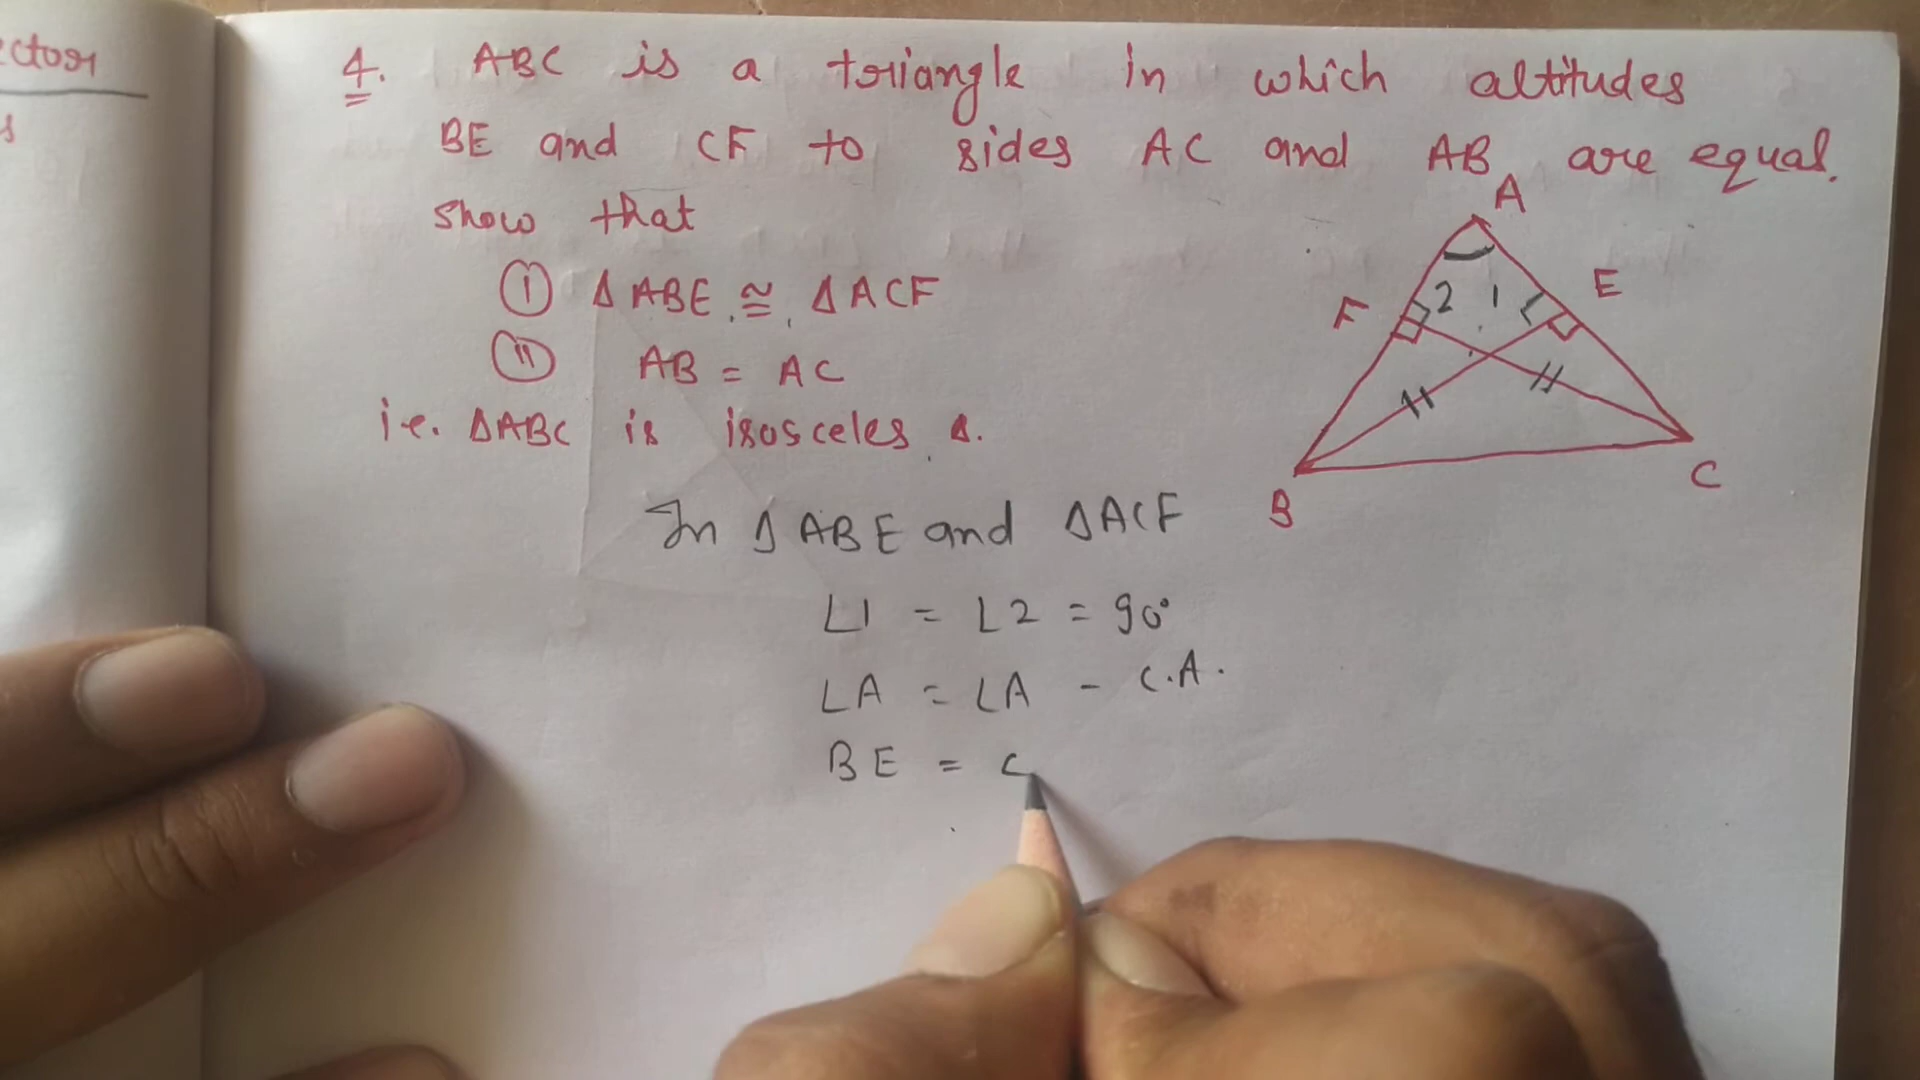 ector
s
4. ABC is a triangle in which altitudes
BE and CF to sides AC and AB are equal.
show that
(i) ΔABE ≅ ΔACF
(ii) AB = AC
i.e. ΔABC is isosceles Δ.
A
F
2
1
E
B
C
In ΔABE and ΔACF
∠1 = ∠2 = 90°
∠A = ∠A - C.A.
BE = C